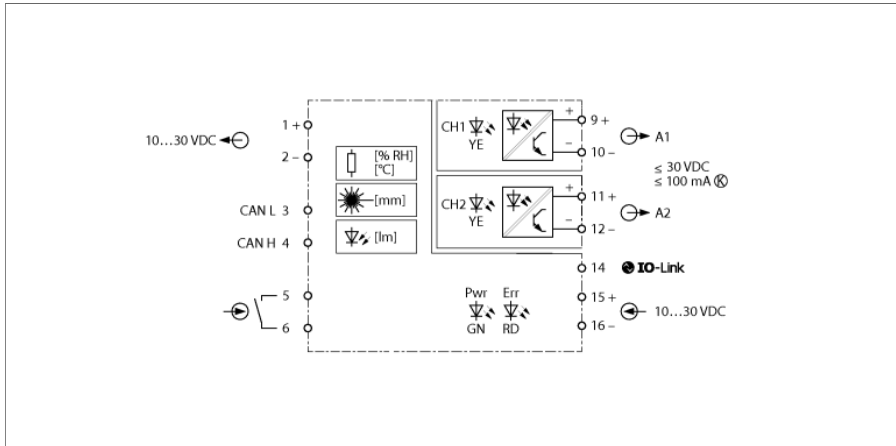 10...30 VDC
1 +
2 –
CAN L 3
CAN H 4
5
6
[% RH]
[°C]
[mm]
[lm]
CH1
YE
+
–
9 +
10 –
A1
≤ 30 VDC
≤ 100 mA Ⓚ
CH2
YE
+
–
11 +
12 –
A2
14 IO-Link
Pwr Err
GN RD
15 +
16 –
10...30 VDC